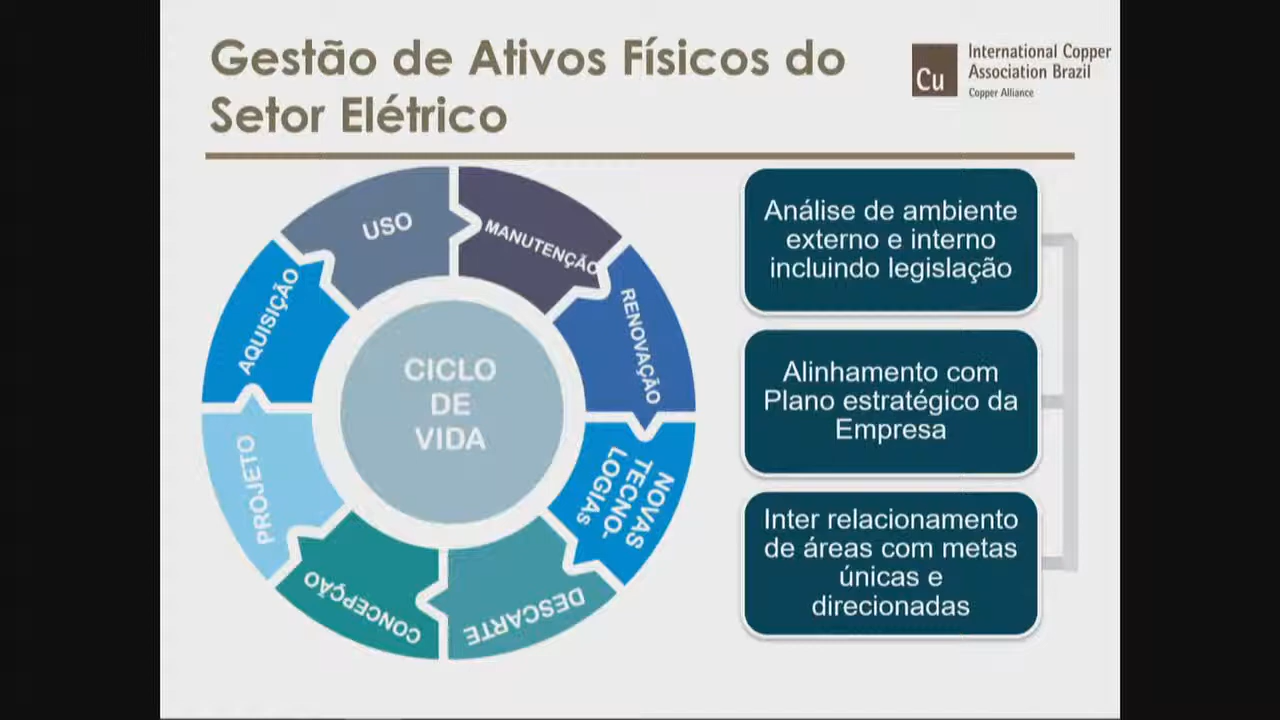 Gestão de Ativos Físicos do
Setor Elétrico
Cu
International Copper
Association Brazil
Copper Alliance
USO
MANUTENÇÃO
RENOVAÇÃO
NOVAS
TECNO-
LOGIAS
DESCARTE
CONCEPÇÃO
PROJETO
AQUISIÇÃO
CICLO
DE
VIDA
Análise de ambiente
externo e interno
incluindo legislação
Alinhamento com
Plano estratégico da
Empresa
Inter relacionamento
de áreas com metas
únicas e
direcionadas